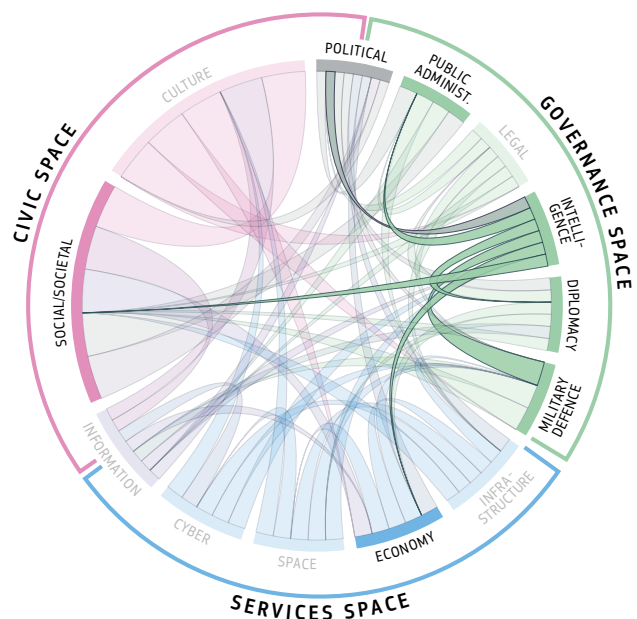 POLITICAL
PUBLIC
ADMINIST.
LEGAL
INTELLI-
GENCE
DIPLOMACY
MILITARY
DEFENCE
INFRA-
STRUCTURE
ECONOMY
SPACE
CYBER
INFORMATION
SOCIAL/SOCIETAL
CULTURE
CIVIC SPACE
GOVERNANCE SPACE
SERVICES SPACE